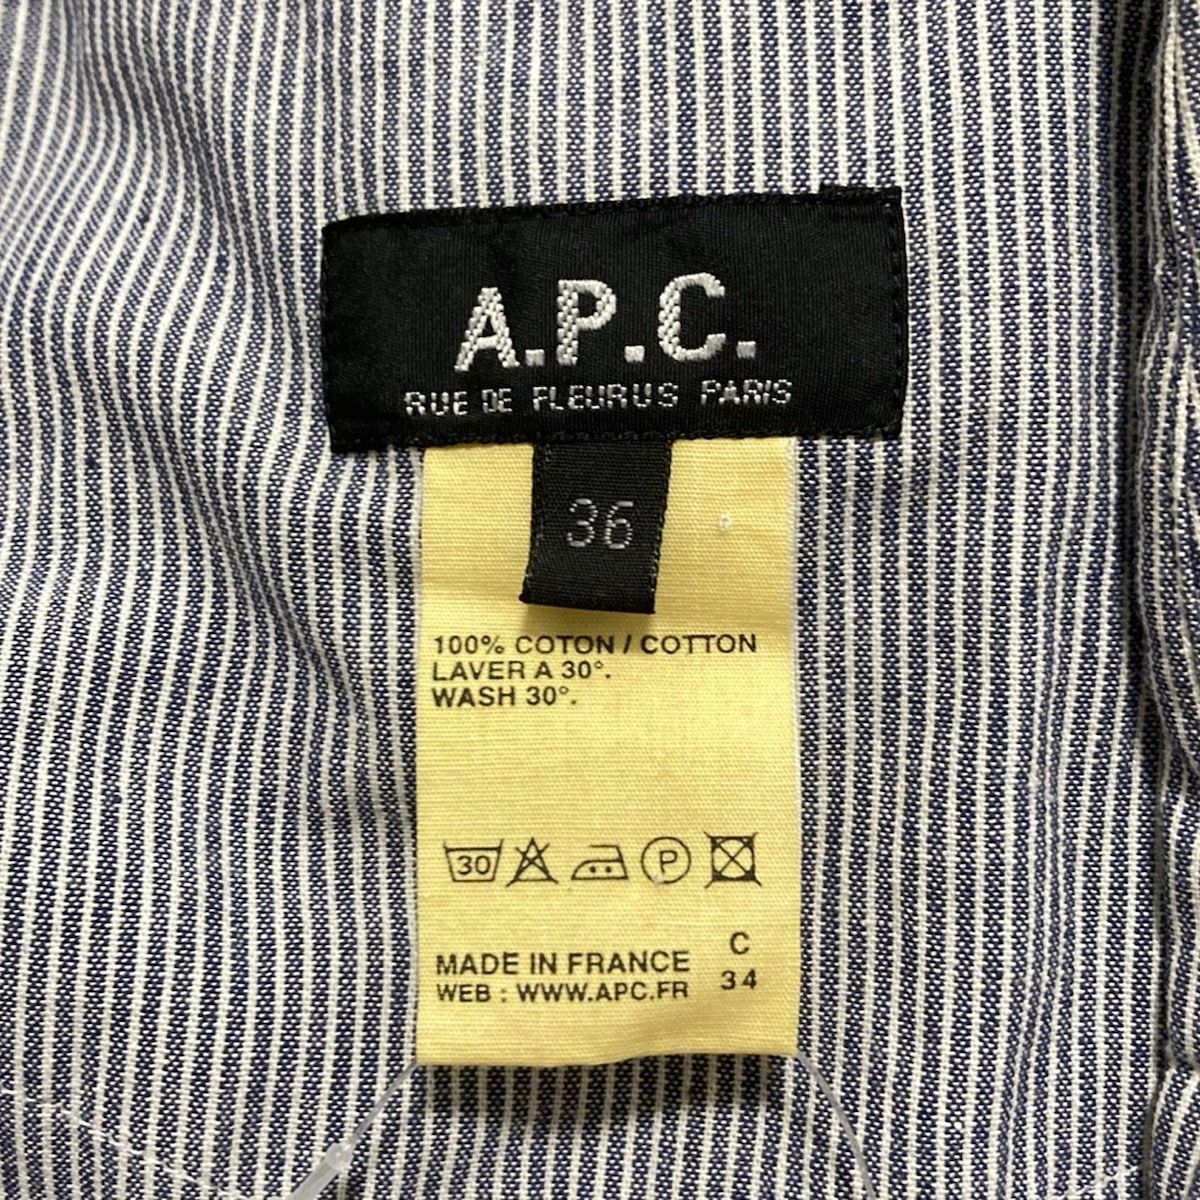 A.P.C.
RUE DE FLEURUS PARIS
36
100% COTON / COTTON
LAVER A 30°.
WASH 30°.
30 P
MADE IN FRANCE
WEB : WWW.APC.FR
C
34